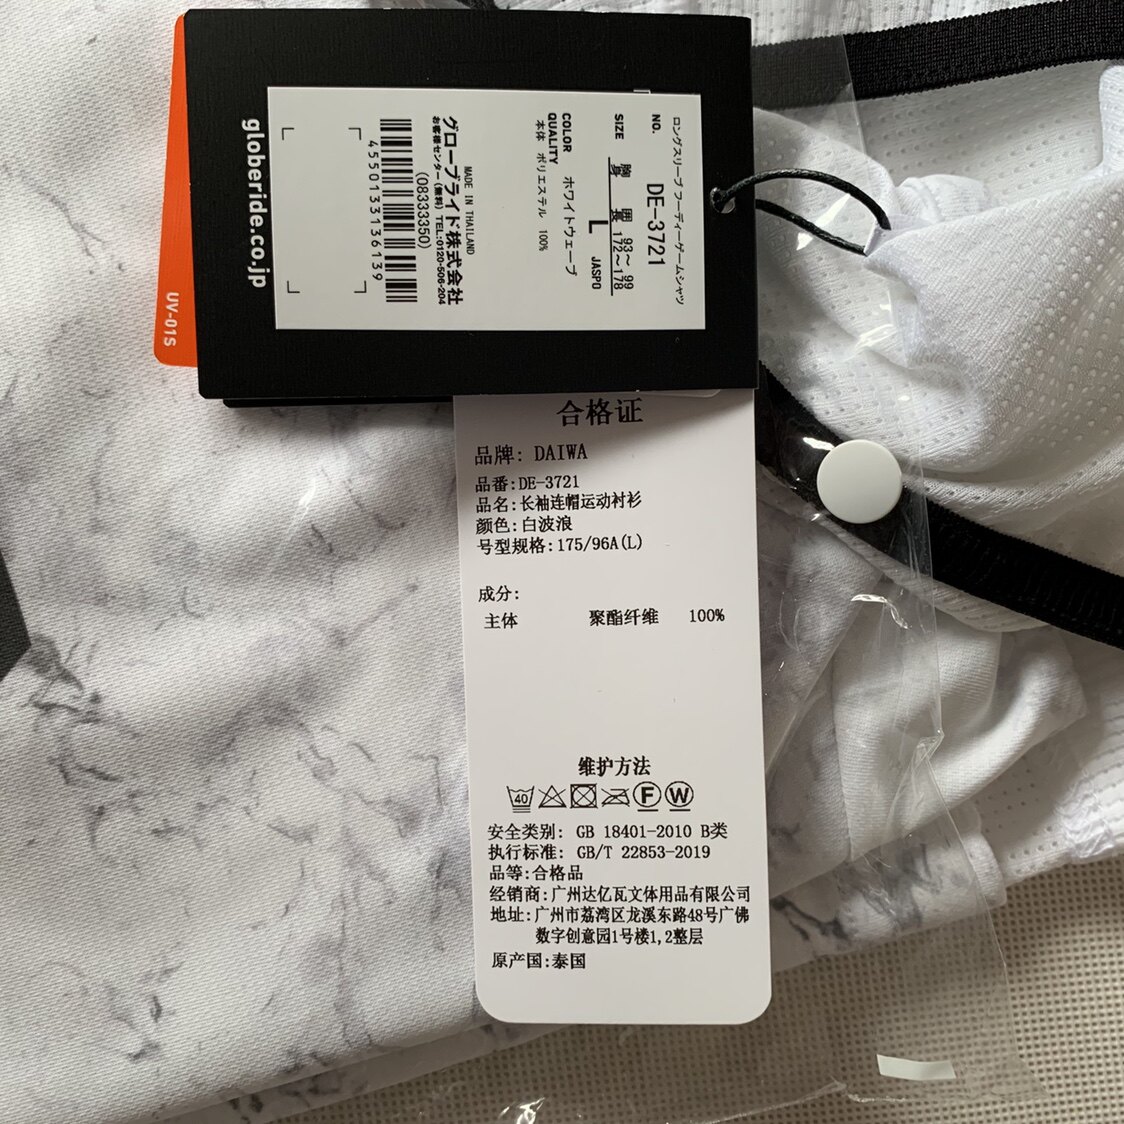 ロングスリーブ フーディーゲームシャツ
NO. DE-3721
SIZE 胸囲 93～99
身長 172～178
L JASPO
COLOR ホワイトウェーブ
QUALITY
本体 ポリエステル 100%
MADE IN THAILAND
グローブライド株式会社
お客様センター(無料) TEL:0120-506-204
(08333350)
4550133136139
globeride.co.jp
UV-01S
合格证
品牌: DAIWA
品番:DE-3721
品名:长袖连帽运动衬衫
颜色:白波浪
号型规格:175/96A(L)
成分:
主体 聚酯纤维 100%
维护方法
40 F W
安全类别: GB 18401-2010 B类
执行标准: GB/T 22853-2019
品等:合格品
经销商:广州达亿瓦文体用品有限公司
地址:广州市荔湾区龙溪东路48号广佛
数字创意园1号楼1,2整层
原产国:泰国